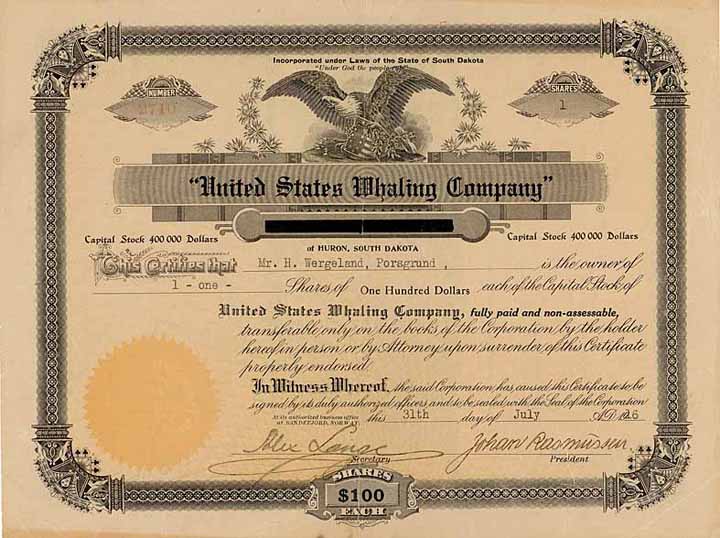 Incorporated under Laws of the State of South Dakota
"Under God the people rule"
NUMBER
SHARES
1
"United States Whaling Company"
Capital Stock 400 000 Dollars
of HURON, SOUTH DAKOTA
Capital Stock 400 000 Dollars
This Certifies that Mr. H. Wergeland, Porsgrund , is the owner of
1 - one - Shares of One Hundred Dollars each of the Capital Stock of
United States Whaling Company, fully paid and non-assessable,
transferable only on the books of the Corporation by the holder
hereof in person or by Attorney upon surrender of this Certificate
properly endorsed.
In Witness Whereof, the said Corporation has caused this Certificate to be
signed by its duly authorized officers and to be sealed with the Seal of the Corporation
At its authorized business office
at SANDEFJORD, NORWAY,
this 31th day of July A.D. 1916
Johan Rasmussen
Secretary
President
SHARES
$100
EACH